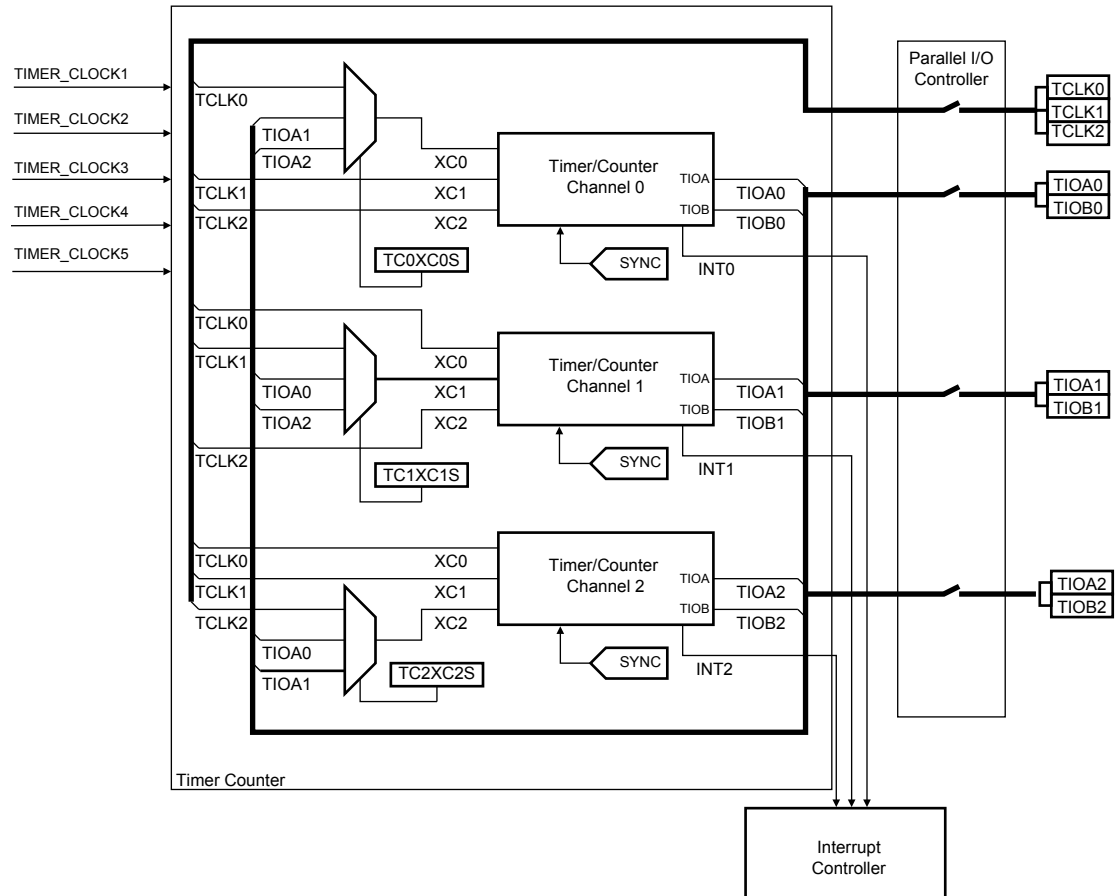 TIMER_CLOCK1
TIMER_CLOCK2
TIMER_CLOCK3
TIMER_CLOCK4
TIMER_CLOCK5
TCLK0
TIOA1
TIOA2
TCLK1
TCLK2
XC0
XC1
XC2
TC0XC0S
Timer/Counter
Channel 0
TIOA
TIOB
TIOA0
TIOB0
SYNC
INT0
TCLK0
TCLK1
TIOA0
TIOA2
TCLK2
XC0
XC1
XC2
TC1XC1S
Timer/Counter
Channel 1
TIOA
TIOB
TIOA1
TIOB1
SYNC
INT1
TCLK0
TCLK1
TCLK2
TIOA0
TIOA1
XC0
XC1
XC2
TC2XC2S
Timer/Counter
Channel 2
TIOA
TIOB
TIOA2
TIOB2
SYNC
INT2
Timer Counter
Parallel I/O
Controller
TCLK0
TCLK1
TCLK2
TIOA0
TIOB0
TIOA1
TIOB1
TIOA2
TIOB2
Interrupt
Controller